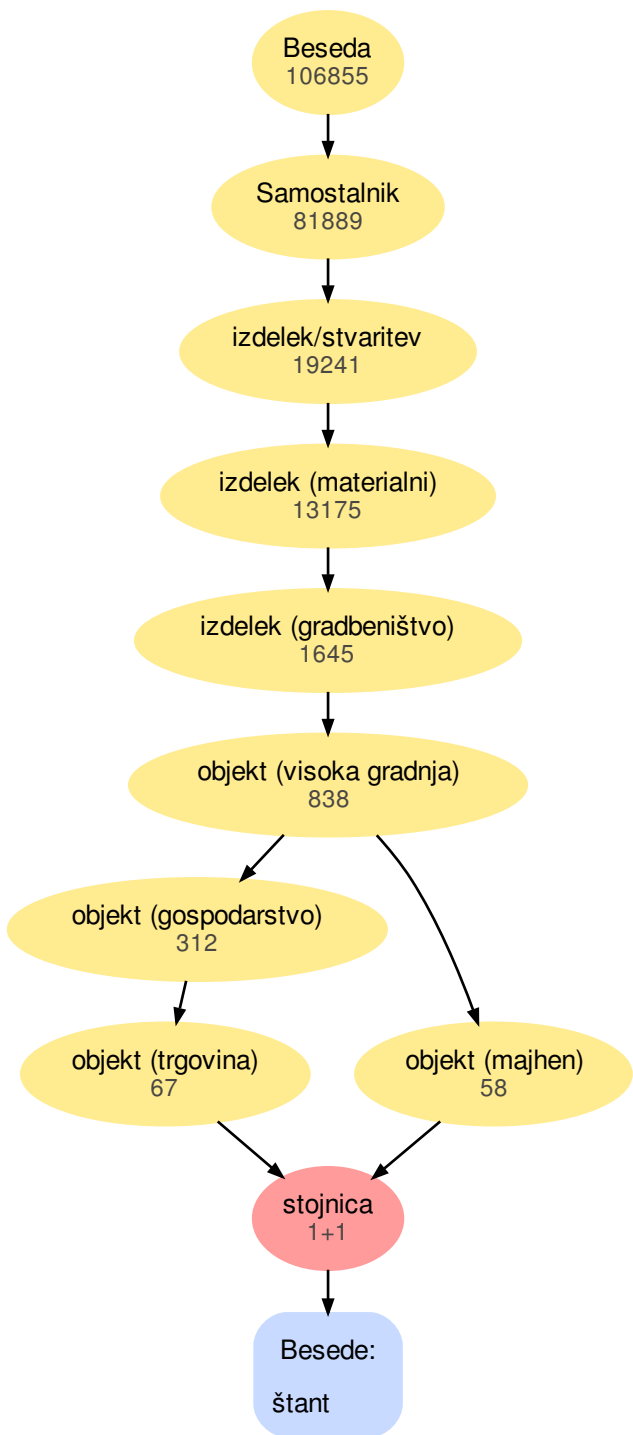 Beseda
106855
Samostalnik
81889
izdelek/stvaritev
19241
izdelek (materialni)
13175
izdelek (gradbeništvo)
1645
objekt (visoka gradnja)
838
objekt (gospodarstvo)
312
objekt (trgovina)
67
objekt (majhen)
58
stojnica
1+1
Besede:
štant